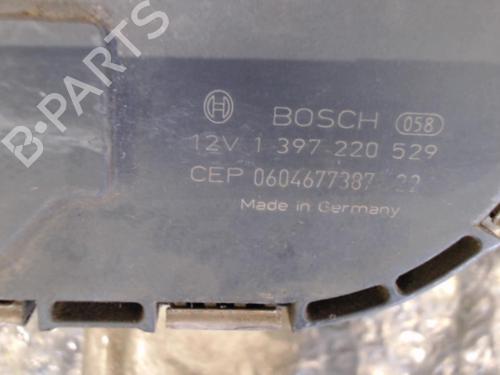 B-PARTS
BOSCH 058
12V 1 397 220 529
CEP 0604677387 22
Made in Germany